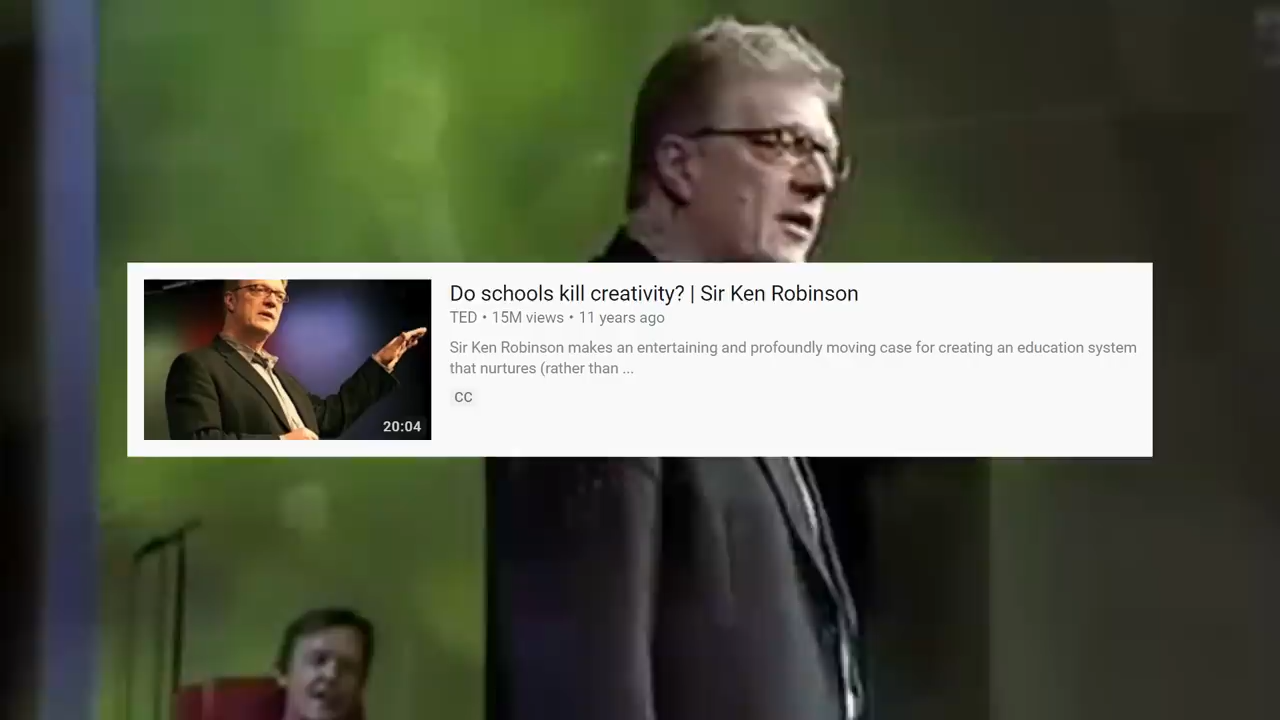 Do schools kill creativity? | Sir Ken Robinson
TED • 15M views • 11 years ago
Sir Ken Robinson makes an entertaining and profoundly moving case for creating an education system
that nurtures (rather than ...
CC
20:04